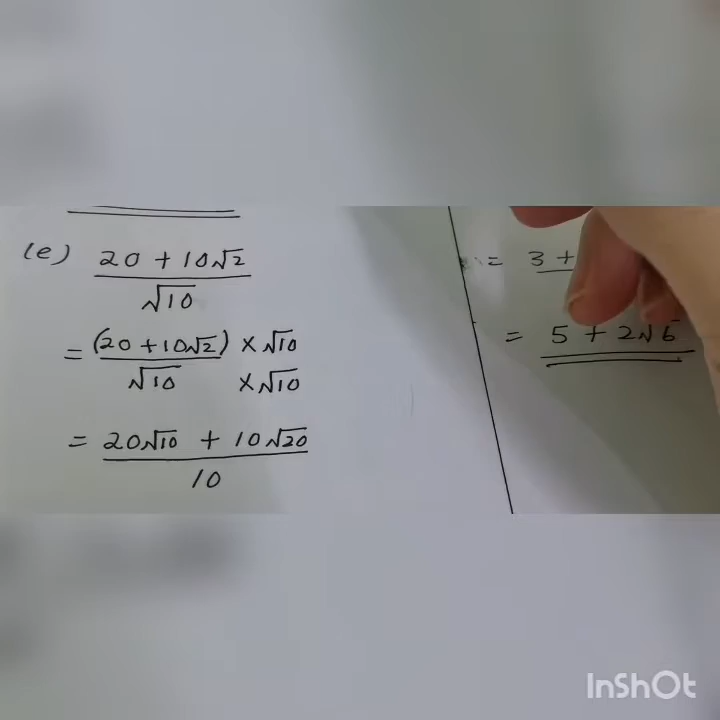 (e) 20 + 10√2
√10
= (20 + 10√2) × √10
√10 × √10
= 20√10 + 10√20
10
= 3 +
= 5 + 2√6
InShOt